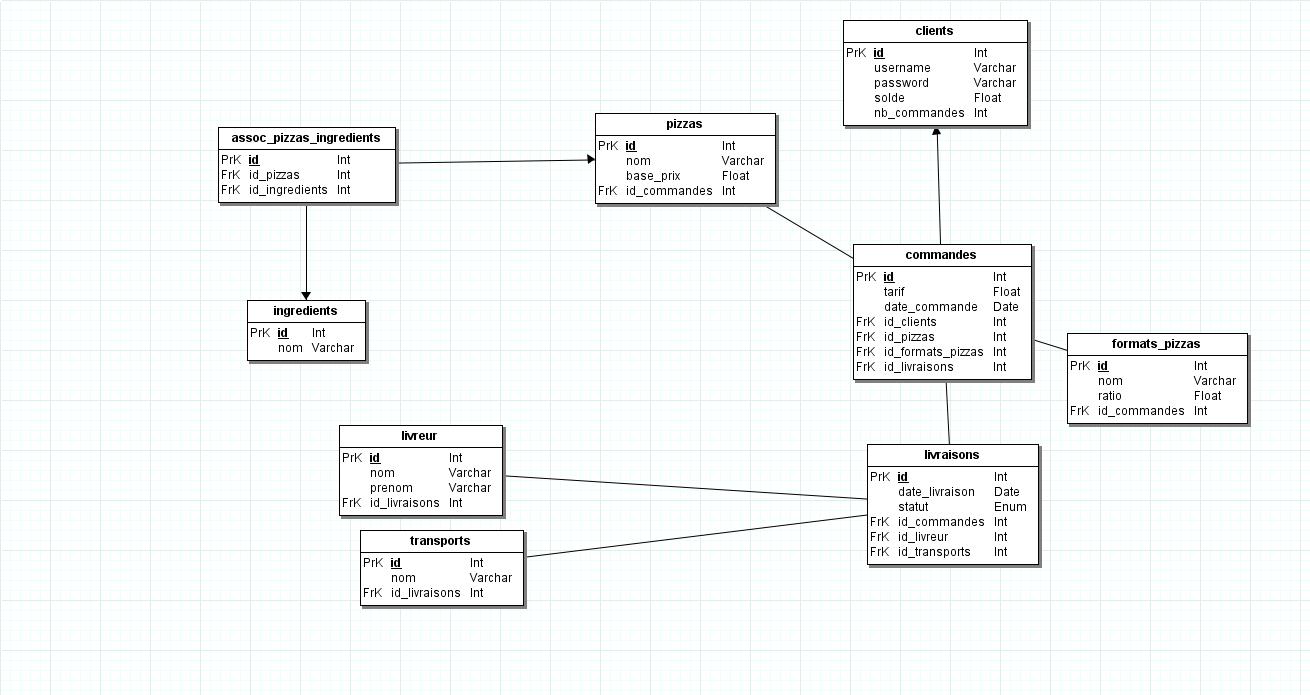 clients
PrK id Int
username Varchar
password Varchar
solde Float
nb_commandes Int
assoc_pizzas_ingredients
PrK id Int
FrK id_pizzas Int
FrK id_ingredients Int
pizzas
PrK id Int
nom Varchar
base_prix Float
FrK id_commandes Int
commandes
PrK id Int
tarif Float
date_commande Date
FrK id_clients Int
FrK id_pizzas Int
FrK id_formats_pizzas Int
FrK id_livraisons Int
ingredients
PrK id Int
nom Varchar
formats_pizzas
PrK id Int
nom Varchar
ratio Float
FrK id_commandes Int
livreur
PrK id Int
nom Varchar
prenom Varchar
FrK id_livraisons Int
livraisons
PrK id Int
date_livraison Date
statut Enum
FrK id_commandes Int
FrK id_livreur Int
FrK id_transports Int
transports
PrK id Int
nom Varchar
FrK id_livraisons Int